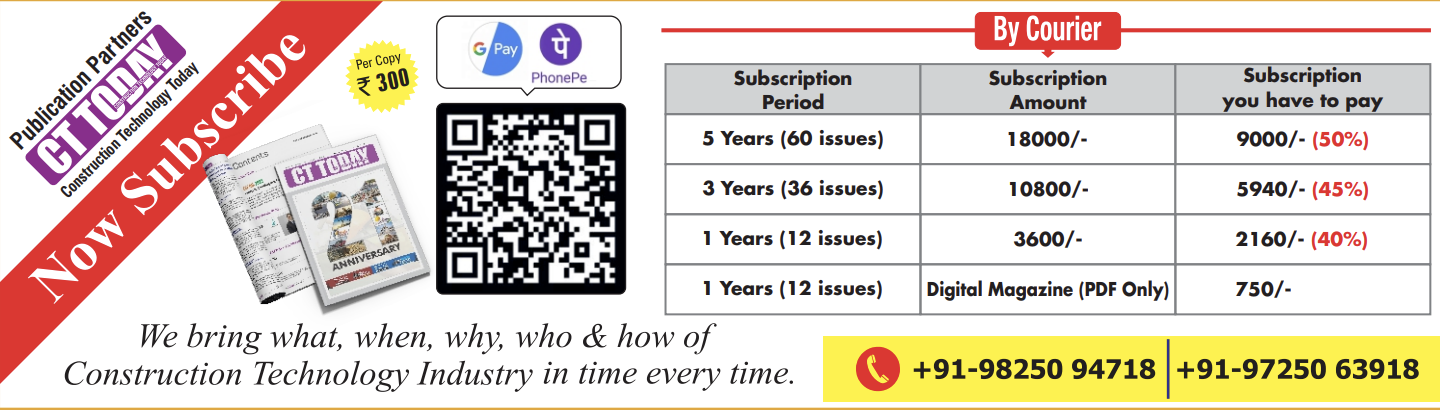 Publication Partners
CT TODAY
Construction Technology Today
Now Subscribe
Per Copy
₹ 300
G Pay
पे
PhonePe
Contents
CT TODAY
21
ANNIVERSARY
By Courier
Subscription Period
Subscription Amount
Subscription you have to pay
5 Years (60 issues) 18000/- 9000/- (50%)
3 Years (36 issues) 10800/- 5940/- (45%)
1 Years (12 issues) 3600/- 2160/- (40%)
1 Years (12 issues) Digital Magazine (PDF Only) 750/-
We bring what, when, why, who & how of
Construction Technology Industry in time every time.
+91-98250 94718 +91-97250 63918